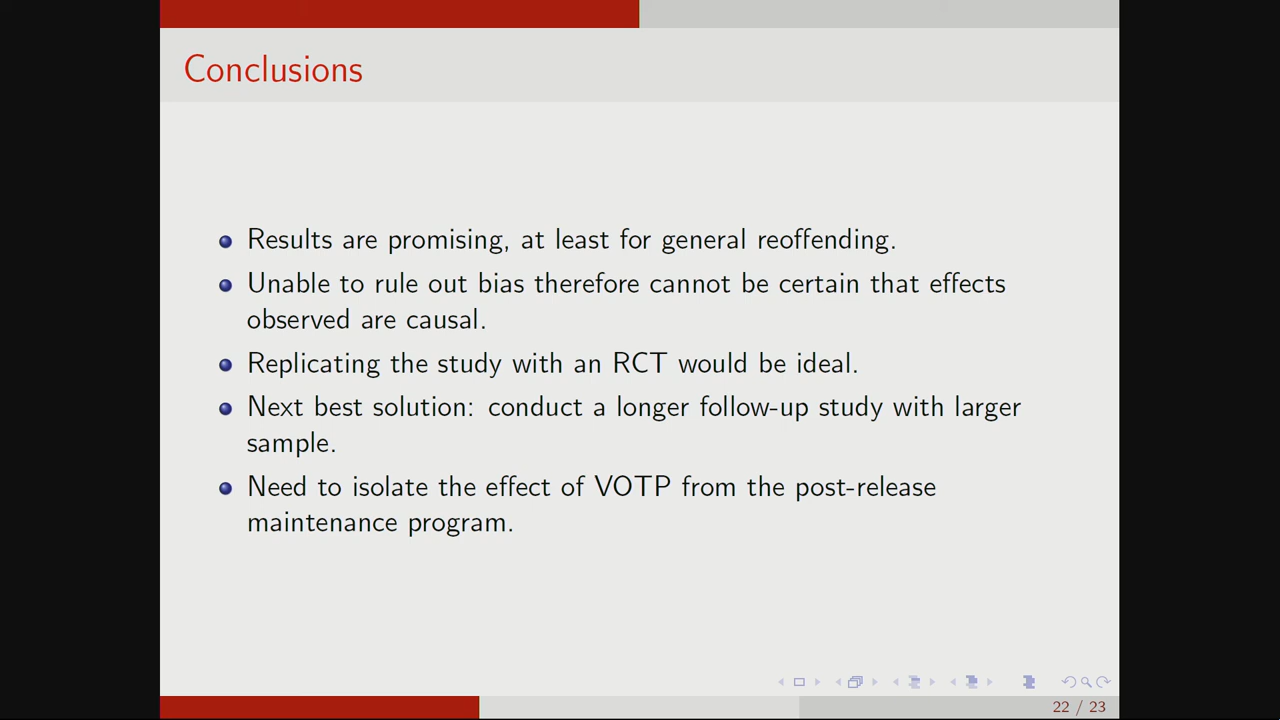 Conclusions
Results are promising, at least for general reoffending.
Unable to rule out bias therefore cannot be certain that effects
observed are causal.
Replicating the study with an RCT would be ideal.
Next best solution: conduct a longer follow-up study with larger
sample.
Need to isolate the effect of VOTP from the post-release
maintenance program.
22 / 23